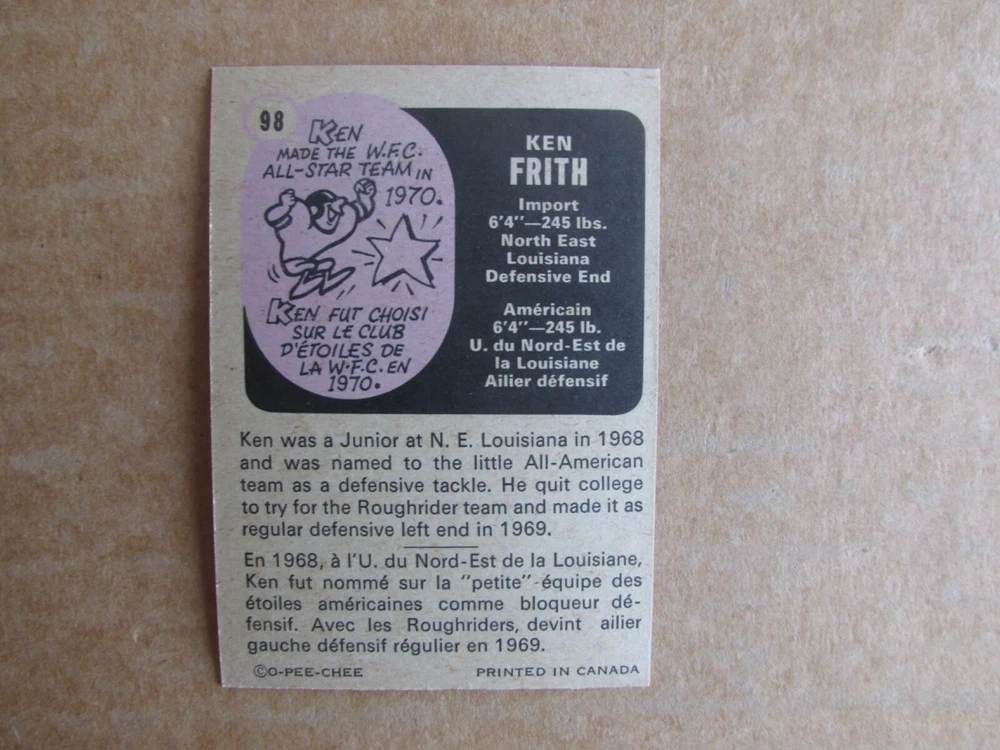 98
KEN
MADE THE W.F.C.
ALL-STAR TEAM IN
1970.
KEN FUT CHOISI
SUR LE CLUB
D'ÉTOILES DE
LA W.F.C. EN
1970.
KEN
FRITH
Import
6'4"—245 lbs.
North East
Louisiana
Defensive End
Américain
6'4"—245 lb.
U. du Nord-Est de
la Louisiane
Ailier défensif
Ken was a Junior at N. E. Louisiana in 1968
and was named to the little All-American
team as a defensive tackle. He quit college
to try for the Roughrider team and made it as
regular defensive left end in 1969.
En 1968, à l'U. du Nord-Est de la Louisiane,
Ken fut nommé sur la "petite" équipe des
étoiles américaines comme bloqueur dé-
fensif. Avec les Roughriders, devint ailier
gauche défensif régulier en 1969.
©O-PEE-CHEE PRINTED IN CANADA